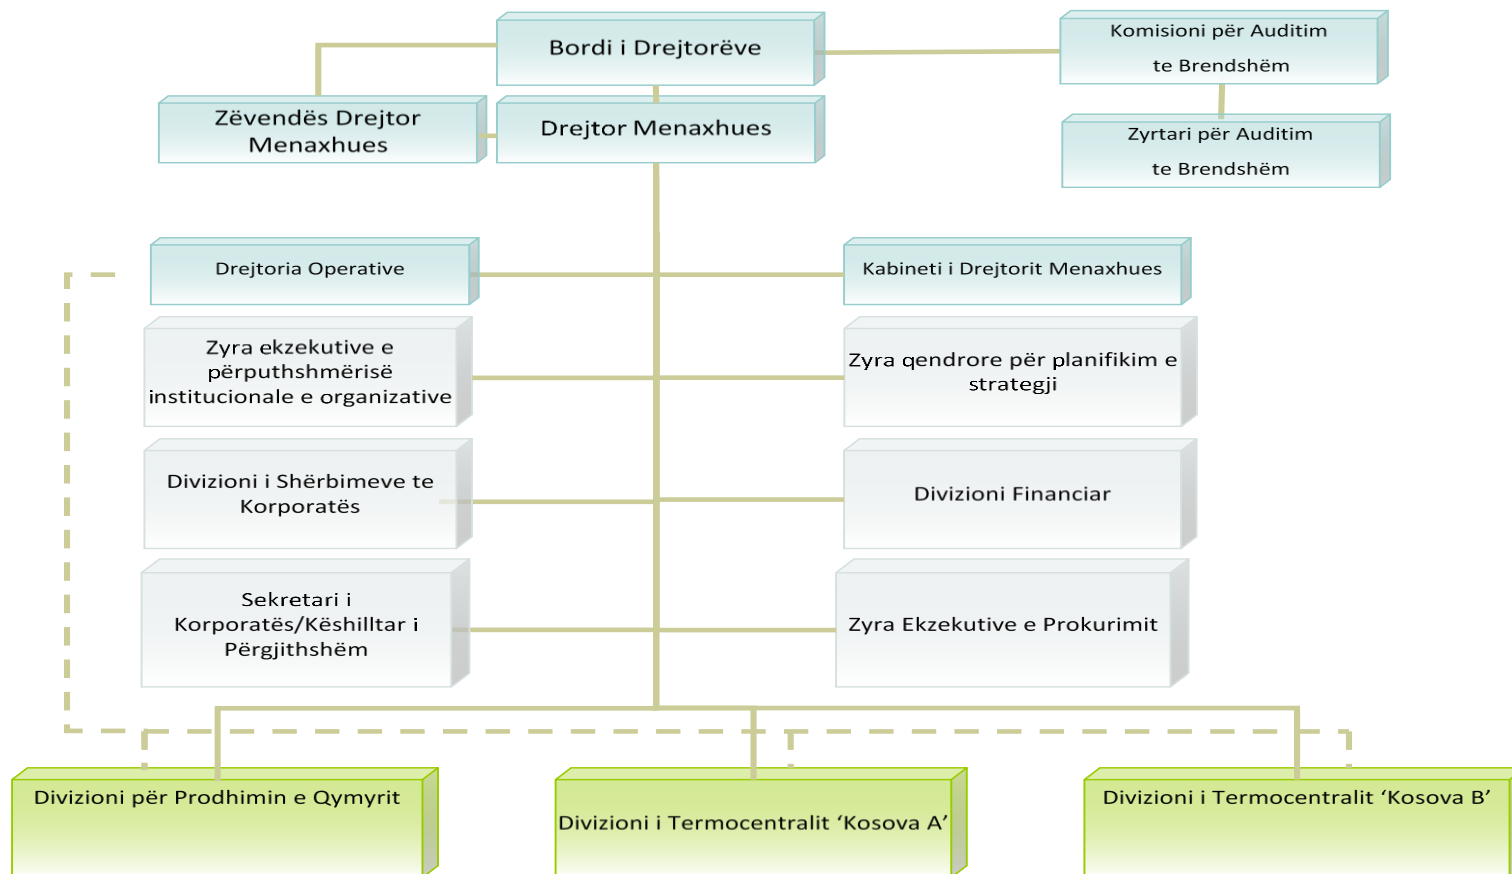 Bordi i Drejtorëve
Komisioni për Auditim
te Brendshëm
Zëvendës Drejtor
Menaxhues
Drejtor Menaxhues
Zyrtari për Auditim
te Brendshëm
Drejtoria Operative
Kabineti i Drejtorit Menaxhues
Zyra ekzekutive e
përputhshmërisë
institucionale e organizative
Zyra qendrore për planifikim e
strategji
Divizioni i Shërbimeve te
Korporatës
Divizioni Financiar
Sekretari i
Korporatës/Këshilltar i
Përgjithshëm
Zyra Ekzekutive e Prokurimit
Divizioni për Prodhimin e Qymyrit
Divizioni i Termocentralit ‘Kosova A’
Divizioni i Termocentralit ‘Kosova B’